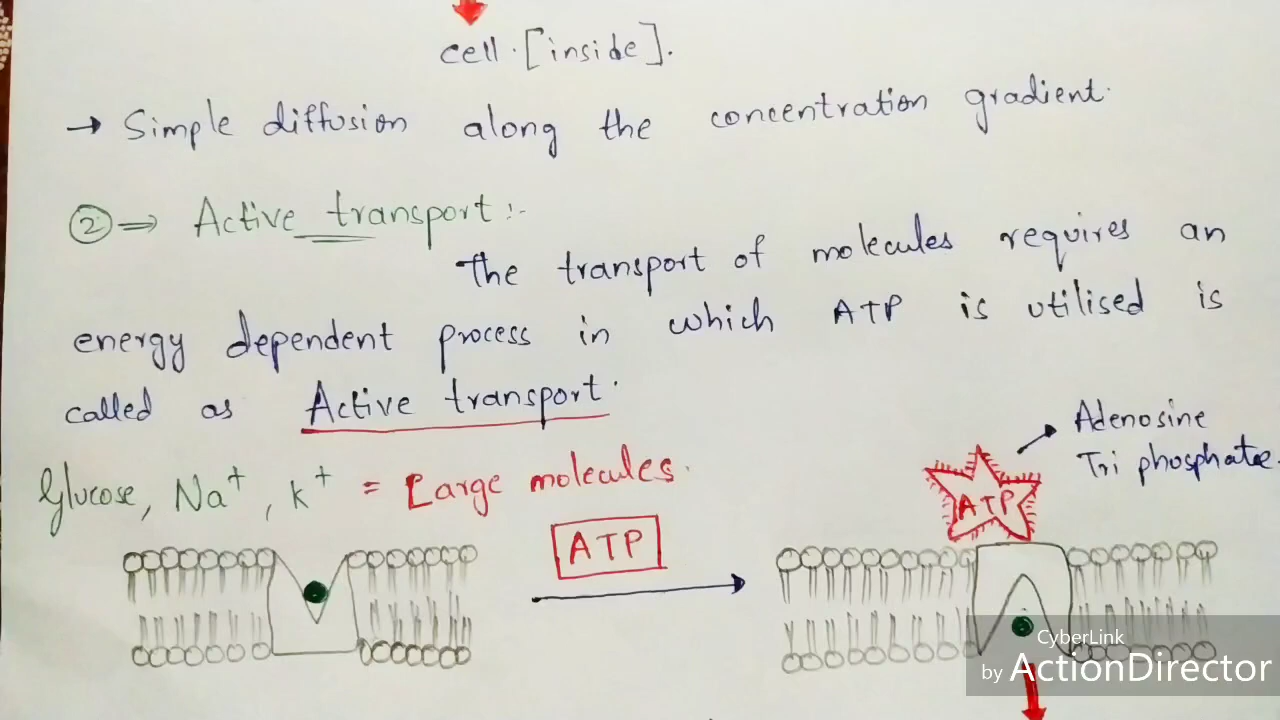 cell. [inside].
→ Simple diffusion along the concentration gradient.
② ⇒ Active transport :-
The transport of molecules requires an
energy dependent process in which ATP is utilised is
called as Active transport.
Glucose, Na⁺, K⁺ = Large molecules.
ATP
Adenosine
Tri phosphate.
ATP
CyberLink
by ActionDirector